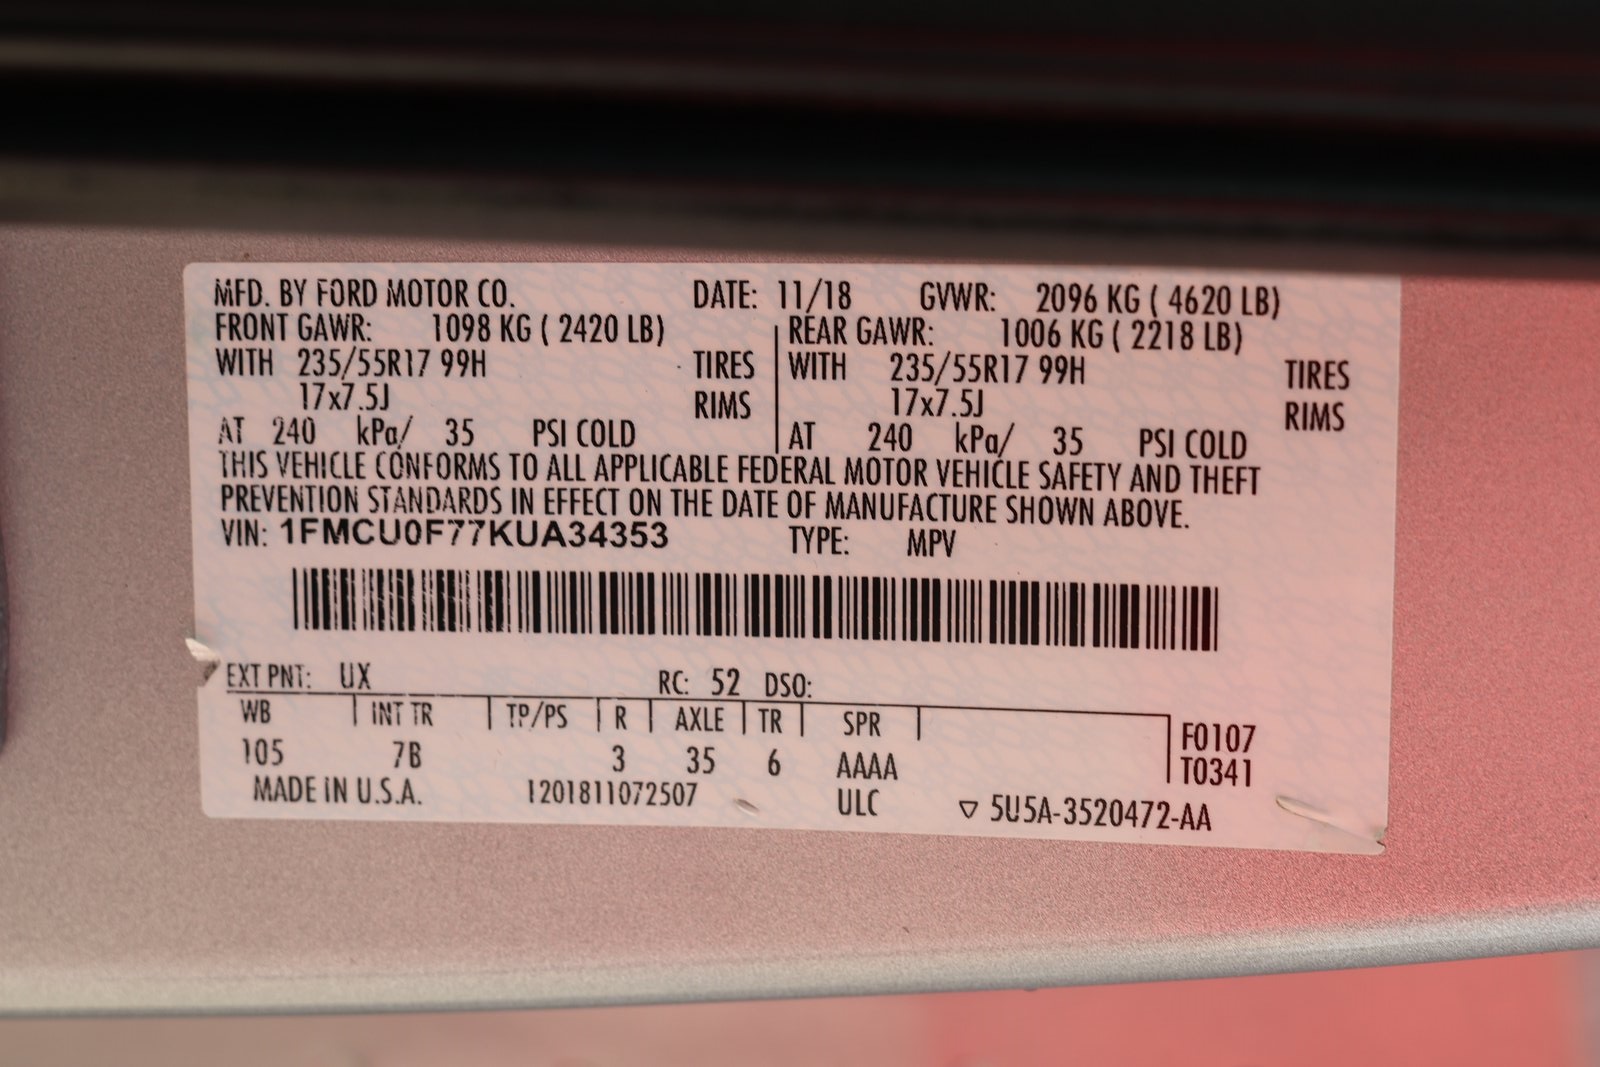 MFD. BY FORD MOTOR CO. DATE: 11/18 GVWR: 2096 KG ( 4620 LB)
FRONT GAWR: 1098 KG ( 2420 LB) REAR GAWR: 1006 KG ( 2218 LB)
WITH 235/55R17 99H TIRES WITH 235/55R17 99H TIRES
17x7.5J RIMS 17x7.5J RIMS
AT 240 kPa/ 35 PSI COLD AT 240 kPa/ 35 PSI COLD
THIS VEHICLE CONFORMS TO ALL APPLICABLE FEDERAL MOTOR VEHICLE SAFETY AND THEFT
PREVENTION STANDARDS IN EFFECT ON THE DATE OF MANUFACTURE SHOWN ABOVE.
VIN: 1FMCU0F77KUA34353 TYPE: MPV
EXT PNT: UX RC: 52 DSO:
WB INT TR TP/PS R AXLE TR SPR F0107
105 7B 3 35 6 AAAA T0341
MADE IN U.S.A. 1201811072507 ULC ▽ 5U5A-3520472-AA